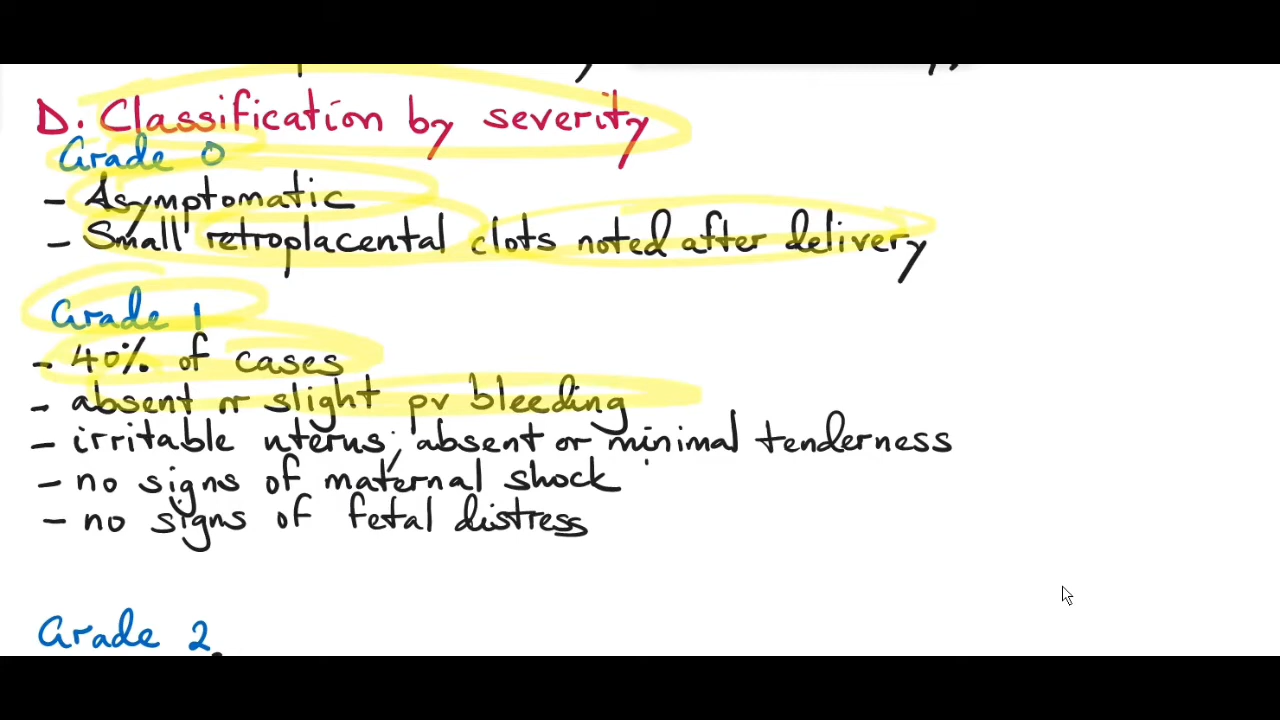 D. Classification by severity
Grade 0
- Asymptomatic
- Small retroplacental clots noted after delivery
Grade 1
- 40% of cases
- absent or slight pv bleeding
- irritable uterus, absent or minimal tenderness
- no signs of maternal shock
- no signs of fetal distress
Grade 2